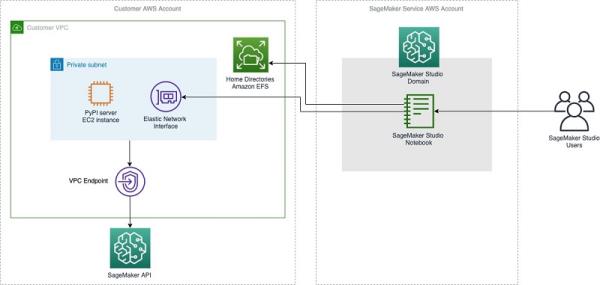 Customer AWS Account
Customer VPC
Private subnet
PyPI server
EC2 instance
Elastic Network
Interface
Home Directories
Amazon EFS
VPC Endpoint
SageMaker API
SageMaker Service AWS Account
SageMaker Studio
Domain
SageMaker Studio
Notebook
SageMaker Studio
Users